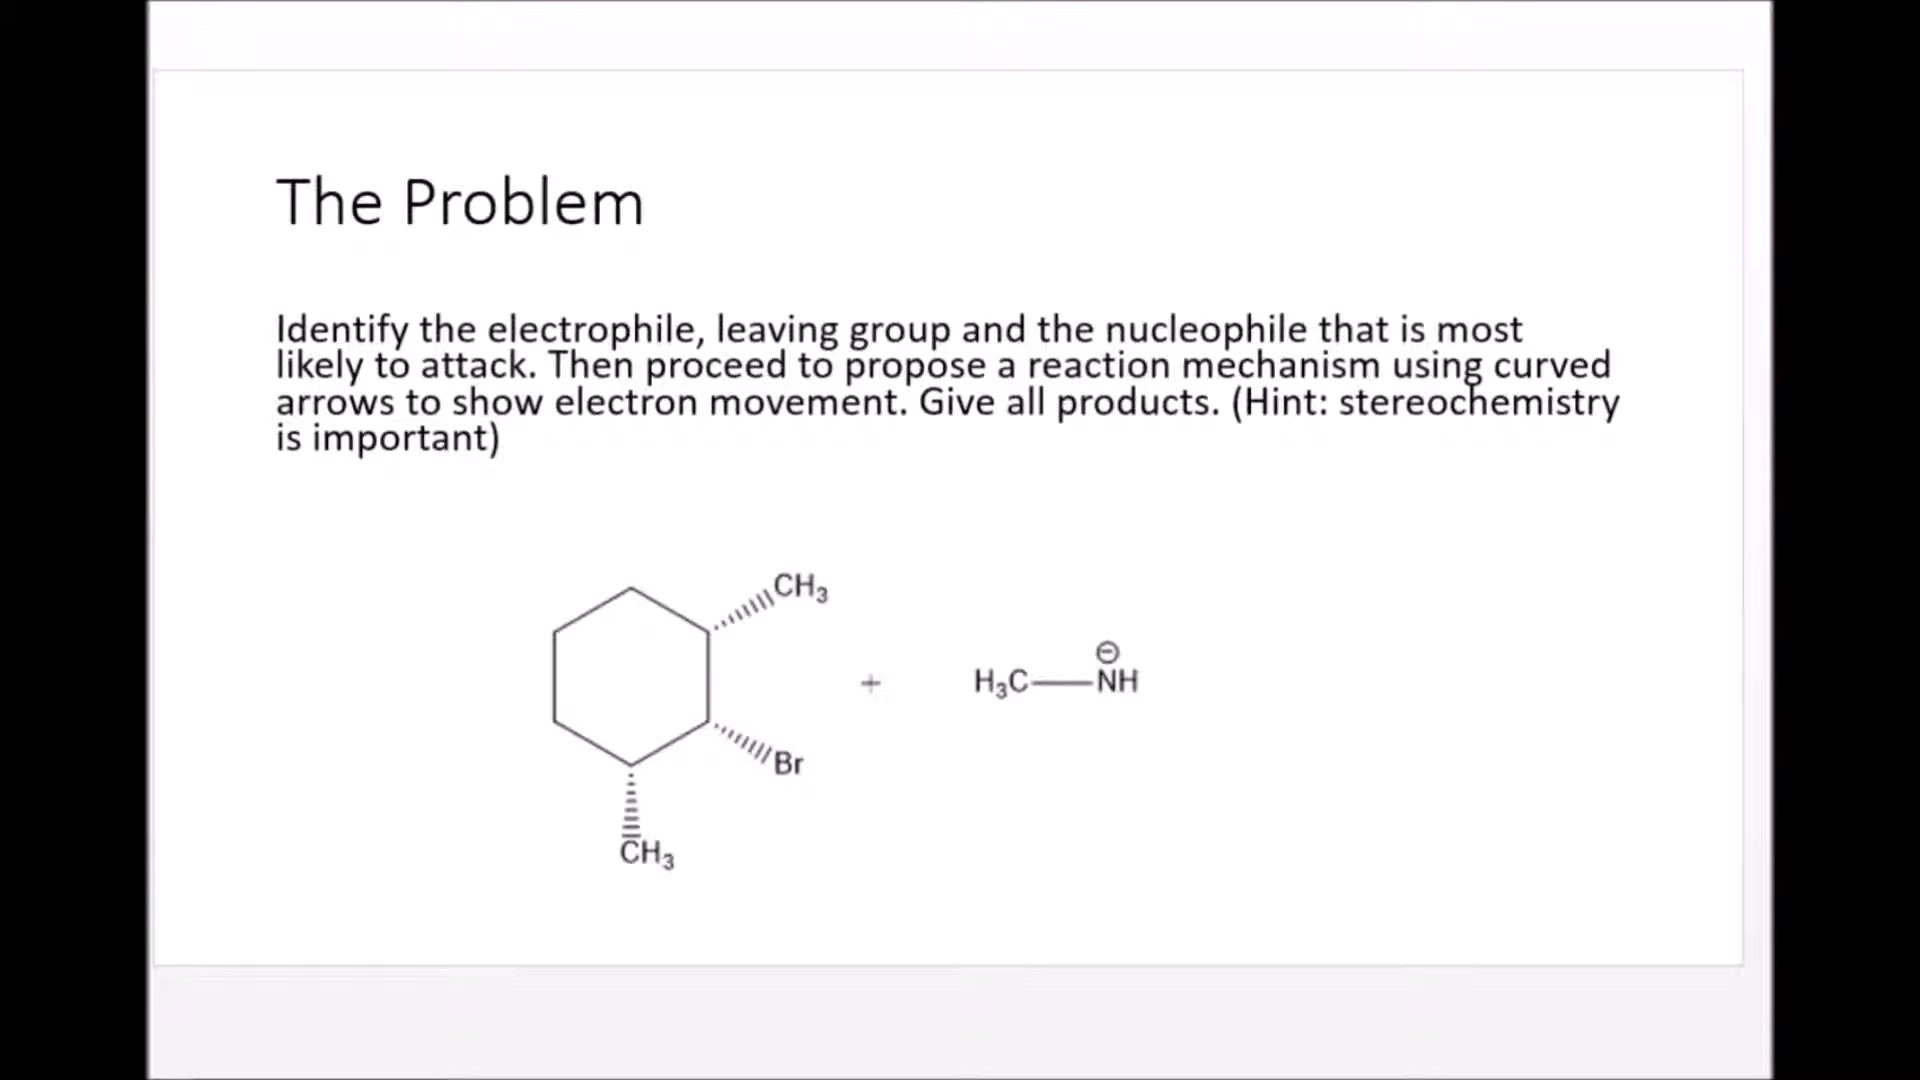 The Problem
Identify the electrophile, leaving group and the nucleophile that is most
likely to attack. Then proceed to propose a reaction mechanism using curved
arrows to show electron movement. Give all products. (Hint: stereochemistry
is important)
CH₃
+
⊖
H₃C—NH
Br
CH₃